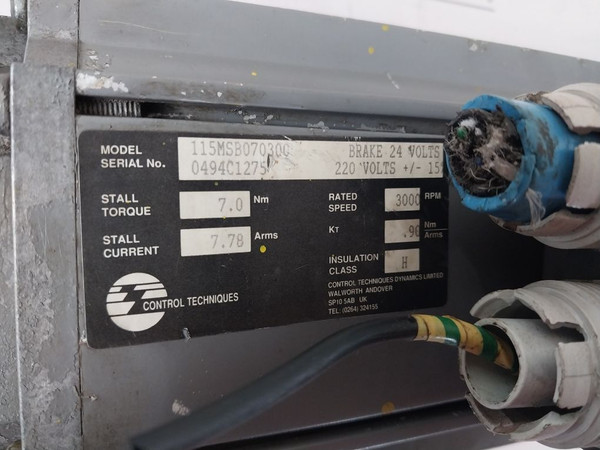 MODEL 115MSB070300 BRAKE 24 VOLTS
SERIAL No. 0494C1275 220 VOLTS +/- 15
STALL TORQUE 7.0 Nm
RATED SPEED 3000 RPM
STALL CURRENT 7.78 Arms
KT .90 Nm/Arms
INSULATION CLASS H
CONTROL TECHNIQUES
CONTROL TECHNIQUES DYNAMICS LIMITED
WALWORTH ANDOVER
SP10 5AB UK
TEL: (0264) 324155